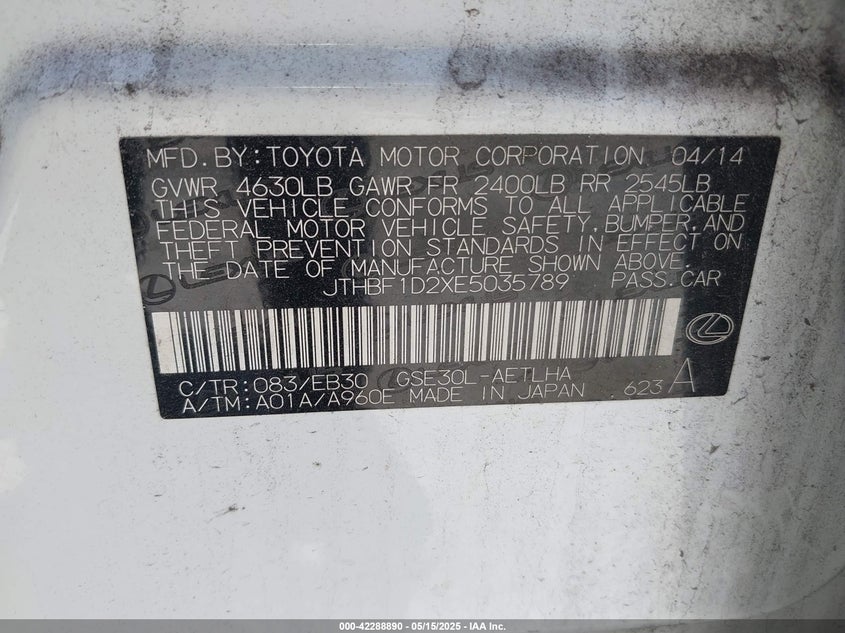 MFD.BY:TOYOTA MOTOR CORPORATION 04/14
GVWR 4630LB GAWR FR 2400LB RR 2545LB
THIS VEHICLE CONFORMS TO ALL APPLICABLE
FEDERAL MOTOR VEHICLE SAFETY,BUMPER,AND
THEFT PREVENTION STANDARDS IN EFFECT ON
THE DATE OF MANUFACTURE SHOWN ABOVE.
JTHBF1D2XE5035789 PASS.CAR
C/TR:083/EB30 GSE30L-AETLHA
A/TM:A01A/A960E MADE IN JAPAN .623 A
000-42288890 - 05/15/2025 - IAA Inc.